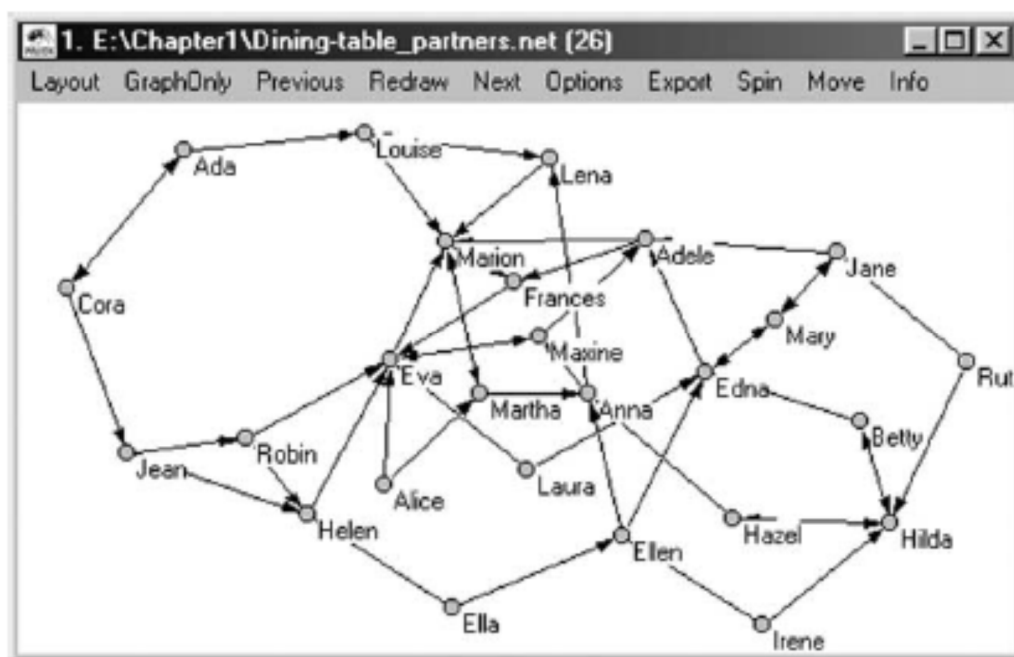 1. E:\Chapter1\Dining-table_partners.net (26)
Layout GraphOnly Previous Redraw Next Options Export Spin Move Info
Louise
Ada
Lena
Marion
Adele
Jane
Cora
Frances
Mary
Maxine
Eva
Edna
Rut
Martha
Anna
Betty
Robin
Jean
Alice
Laura
Helen
Hazel
Hilda
Ellen
Ella
Irene